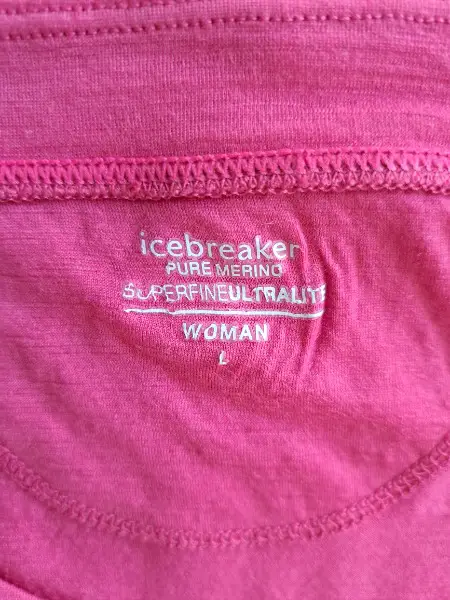 icebreaker
PURE MERINO
SUPERFINEULTRALITE
WOMAN
L